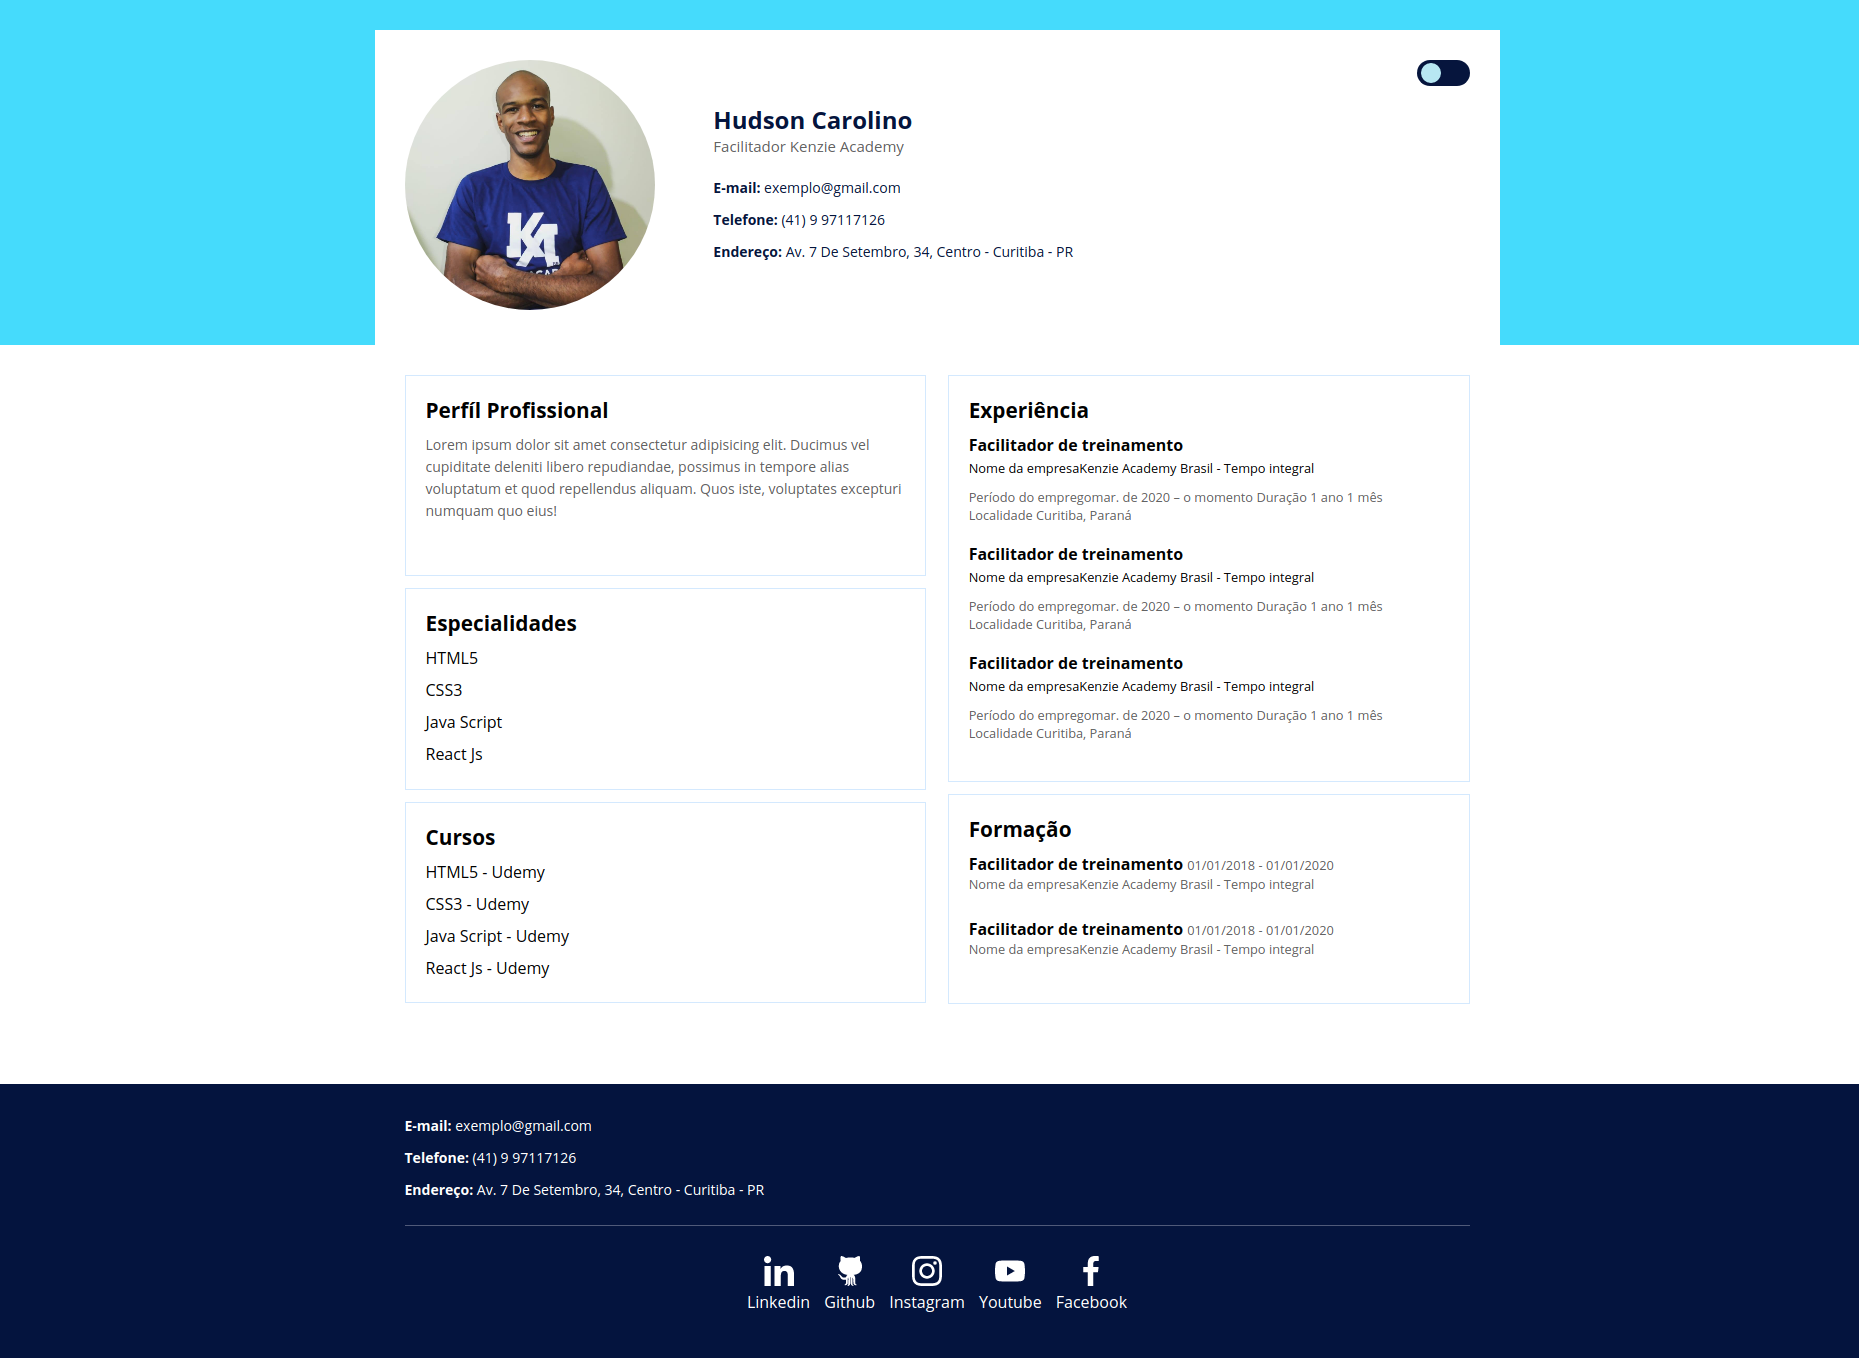 Hudson Carolino
Facilitador Kenzie Academy
E-mail: exemplo@gmail.com
Telefone: (41) 9 97117126
Endereço: Av. 7 De Setembro, 34, Centro - Curitiba - PR
KA
Perfíl Profissional
Lorem ipsum dolor sit amet consectetur adipisicing elit. Ducimus vel
cupiditate deleniti libero repudiandae, possimus in tempore alias
voluptatum et quod repellendus aliquam. Quos iste, voluptates excepturi
numquam quo eius!
Especialidades
HTML5
CSS3
Java Script
React Js
Cursos
HTML5 - Udemy
CSS3 - Udemy
Java Script - Udemy
React Js - Udemy
Experiência
Facilitador de treinamento
Nome da empresaKenzie Academy Brasil - Tempo integral
Período do empregomar. de 2020 – o momento Duração 1 ano 1 mês
Localidade Curitiba, Paraná
Facilitador de treinamento
Nome da empresaKenzie Academy Brasil - Tempo integral
Período do empregomar. de 2020 – o momento Duração 1 ano 1 mês
Localidade Curitiba, Paraná
Facilitador de treinamento
Nome da empresaKenzie Academy Brasil - Tempo integral
Período do empregomar. de 2020 – o momento Duração 1 ano 1 mês
Localidade Curitiba, Paraná
Formação
Facilitador de treinamento 01/01/2018 - 01/01/2020
Nome da empresaKenzie Academy Brasil - Tempo integral
Facilitador de treinamento 01/01/2018 - 01/01/2020
Nome da empresaKenzie Academy Brasil - Tempo integral
E-mail: exemplo@gmail.com
Telefone: (41) 9 97117126
Endereço: Av. 7 De Setembro, 34, Centro - Curitiba - PR
Linkedin Github Instagram Youtube Facebook